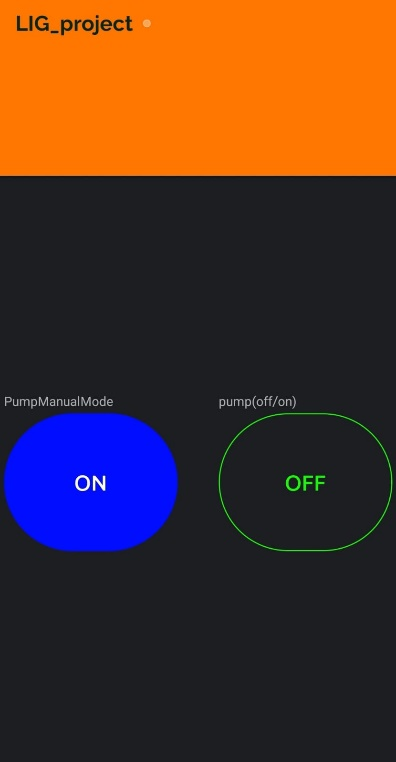 LIG_project
PumpManualMode
pump(off/on)
ON
OFF